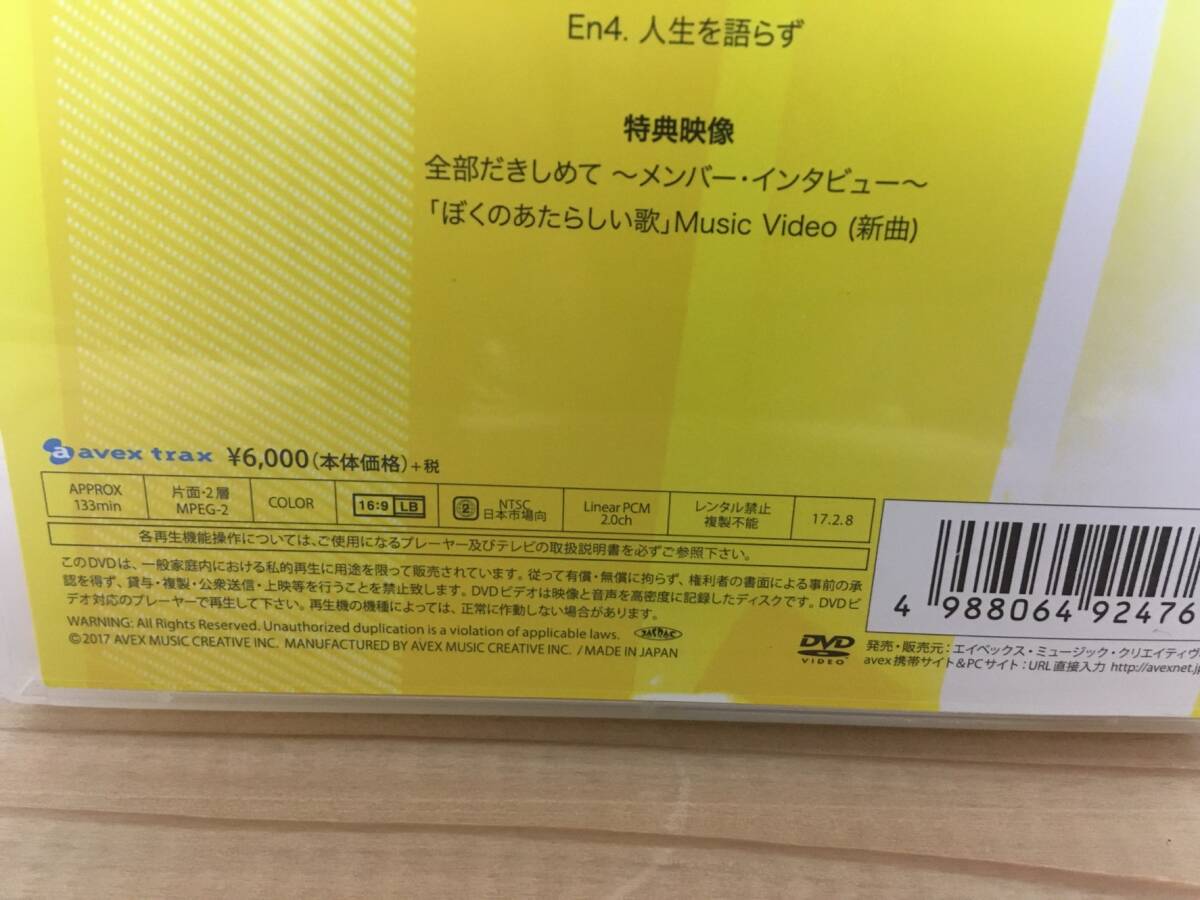 En4. 人生を語らず
特典映像
全部だきしめて ～メンバー・インタビュー～
「ぼくのあたらしい歌」Music Video (新曲)
a avex trax ¥6,000(本体価格)+税
APPROX 133min
片面・2層 MPEG-2
COLOR
16:9 LB
2
NTSC 日本市場向
Linear PCM 2.0ch
レンタル禁止 複製不能
17.2.8
各再生機能操作については、ご使用になるプレーヤー及びテレビの取扱説明書を必ずご参照下さい。
このDVDは、一般家庭内における私的再生に用途を限って販売されています。従って有償・無償に拘らず、権利者の書面による事前の承
認を得ず、貸与・複製・公衆送信・上映等を行うことを禁止致します。DVDビデオは映像と音声を高密度に記録したディスクです。DVDビ
デオ対応のプレーヤーで再生して下さい。再生機の機種によっては、正常に作動しない場合があります。
WARNING: All Rights Reserved. Unauthorized duplication is a violation of applicable laws.
©2017 AVEX MUSIC CREATIVE INC. MANUFACTURED BY AVEX MUSIC CREATIVE INC. / MADE IN JAPAN
DVD VIDEO
4 988064 92476
発売・販売元：エイベックス・ミュージック・クリエイティヴ
avex携帯サイト&PCサイト：URL直接入力 http://avexnet.jp